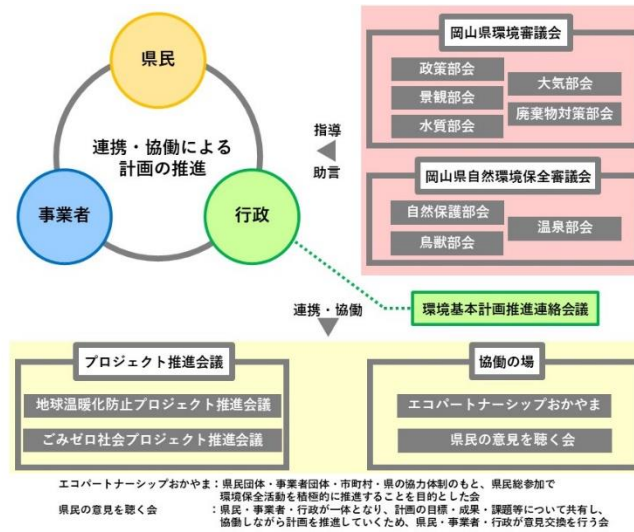 県民
連携・協働による
計画の推進
事業者
行政
指導
助言
岡山県環境審議会
政策部会
景観部会
水質部会
大気部会
廃棄物対策部会
岡山県自然環境保全審議会
自然保護部会
鳥獣部会
温泉部会
連携・協働
環境基本計画推進連絡会議
プロジェクト推進会議
地球温暖化防止プロジェクト推進会議
ごみゼロ社会プロジェクト推進会議
協働の場
エコパートナーシップおかやま
県民の意見を聴く会
エコパートナーシップおかやま：県民団体・事業者団体・市町村・県の協力体制のもと、県民総参加で
環境保全活動を積極的に推進することを目的とした会
県民の意見を聴く会 ：県民・事業者・行政が一体となり、計画の目標・成果・課題等について共有し、
協働しながら計画を推進していくため、県民・事業者・行政が意見交換を行う会